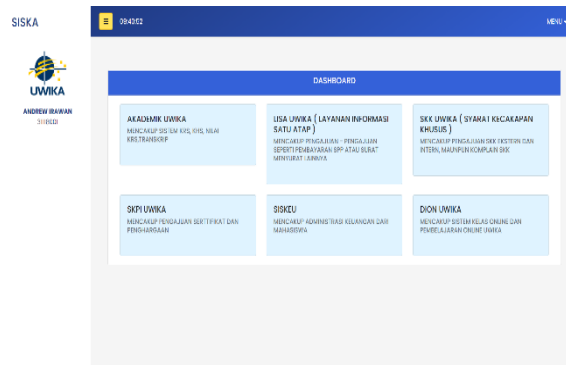 SISKA
09:43:02
MENU
UWIKA
ANDREW IRAWAN
DASHBOARD
AKADEMIK UWIKA
MENCAKUP SISTEM KRS, KHS, NILAI
KRS,TRANSKRIP
LISA UWIKA ( LAYANAN INFORMASI
SATU ATAP )
MENCAKUP PENGAJUAN - PENGAJUAN
SEPERTI PEMBAYARAN SPP ATAU SURAT
MENYURAT LAINNYA
SKK UWIKA ( SYARAT KECAKAPAN
KHUSUS )
MENCAKUP PENGAJUAN SKK EKSTERN DAN
INTERN, MAUNPUN KOMPLAIN SKK
SKPI UWIKA
MENCAKUP PENGAJUAN SERTTIFIKAT DAN
PENGHARGAAN
SISKEU
MENCAKUP ADMINISTRASI KEUANGAN DARI
MAHASISWA
DION UWIKA
MENCAKUP SISTEM KELAS ONLINE DAN
PEMBELAJARAN ONLINE UWIKA